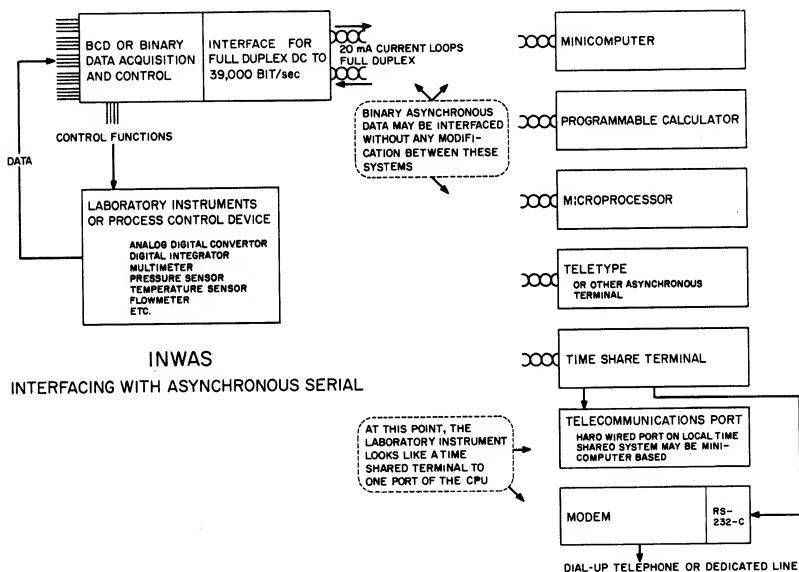 BCD OR BINARY
DATA ACQUISITION
AND CONTROL
INTERFACE FOR
FULL DUPLEX DC TO
39,000 BIT/sec
20 mA CURRENT LOOPS
FULL DUPLEX
CONTROL FUNCTIONS
DATA
LABORATORY INSTRUMENTS
OR PROCESS CONTROL DEVICE
ANALOG DIGITAL CONVERTOR
DIGITAL INTEGRATOR
MULTIMETER
PRESSURE SENSOR
TEMPERATURE SENSOR
FLOWMETER
ETC.
INWAS
INTERFACING WITH ASYNCHRONOUS SERIAL
BINARY ASYNCHRONOUS
DATA MAY BE INTERFACED
WITHOUT ANY MODIFI-
CATION BETWEEN THESE
SYSTEMS
MINICOMPUTER
PROGRAMMABLE CALCULATOR
MICROPROCESSOR
TELETYPE
OR OTHER ASYNCHRONOUS
TERMINAL
TIME SHARE TERMINAL
AT THIS POINT, THE
LABORATORY INSTRUMENT
LOOKS LIKE A TIME
SHARED TERMINAL TO
ONE PORT OF THE CPU
TELECOMMUNICATIONS PORT
HARO WIRED PORT ON LOCAL TIME
SHARED SYSTEM MAY BE MINI-
COMPUTER BASED
MODEM
RS-
232-C
DIAL-UP TELEPHONE OR DEDICATED LINE